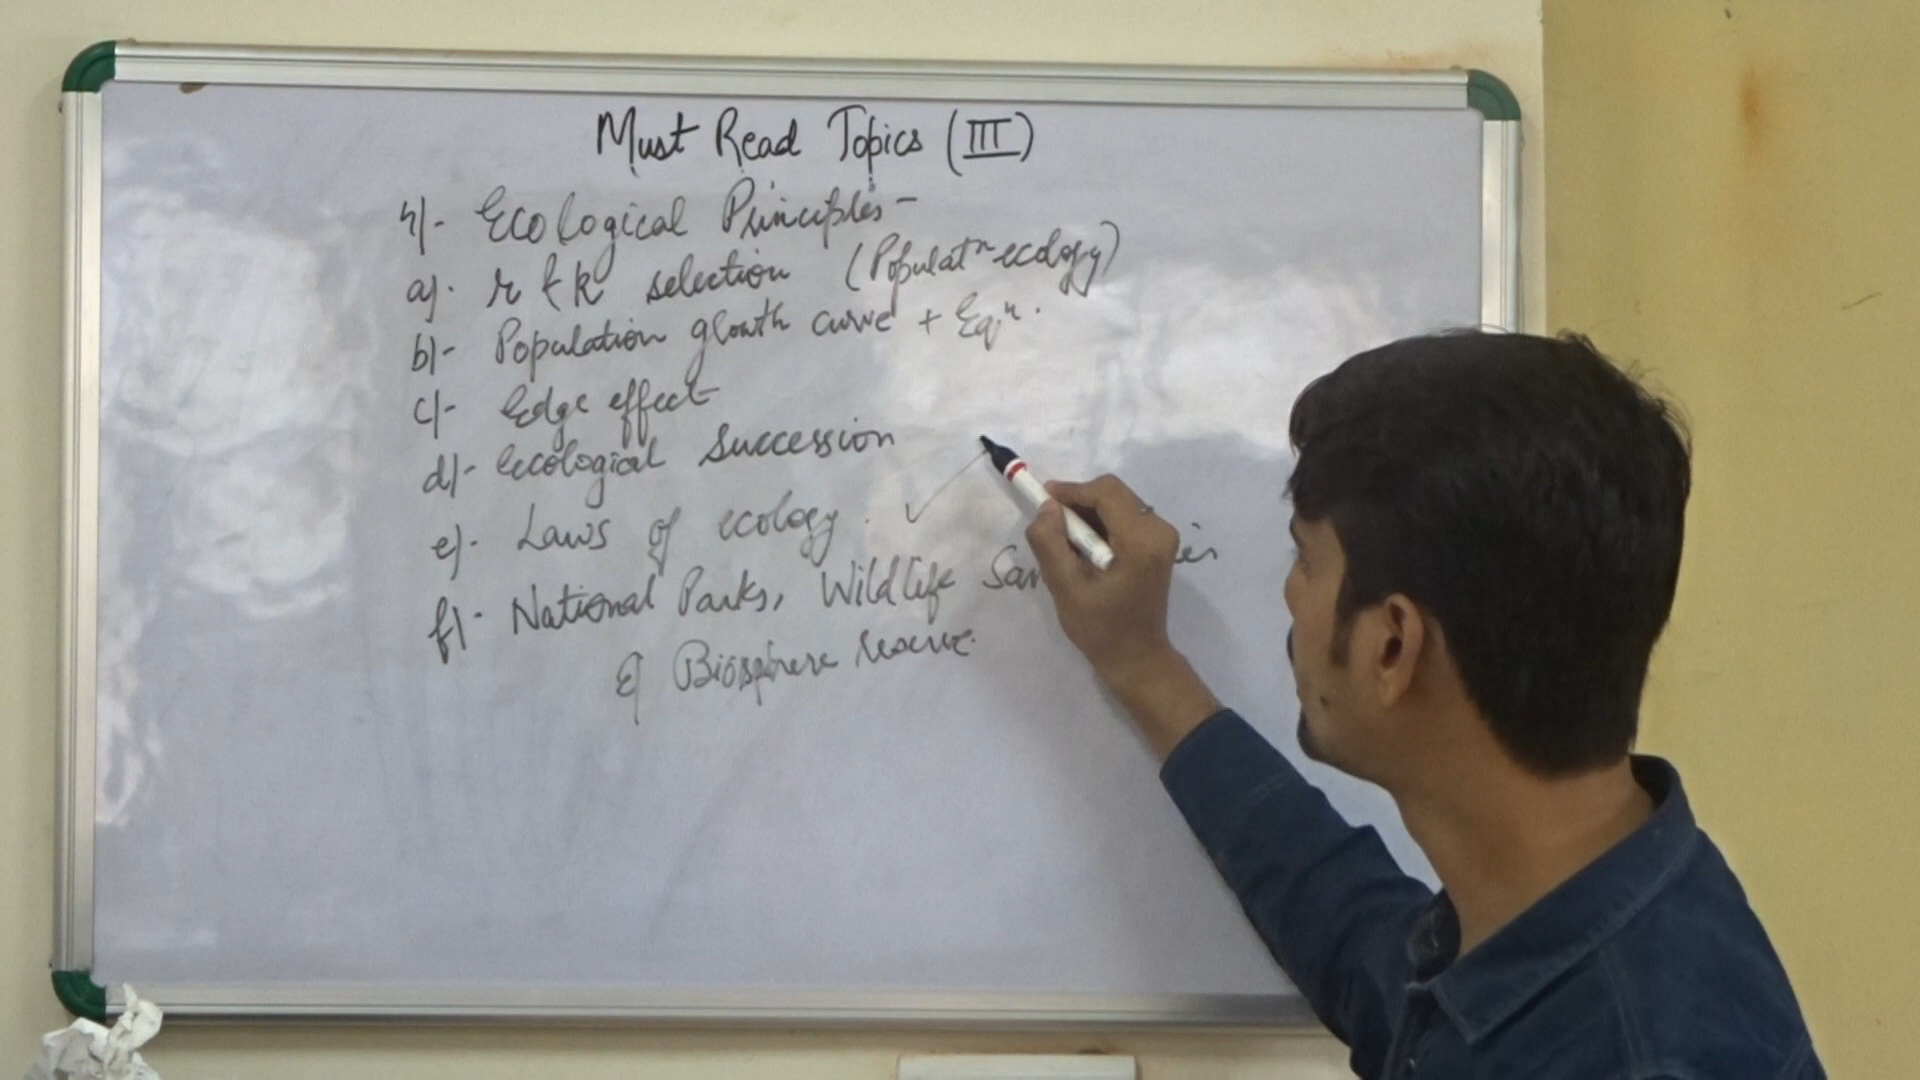 Must Read Topics (III)
4)- Ecological Principles-
a)- r & k selection (Populatⁿ ecology)
b)- Population growth curve + Eqⁿ.
c)- Edge effect
d)- Ecological Succession
e)- Laws of ecology. ✓
f)- National Parks, Wildlife
& Biosphere reserve.